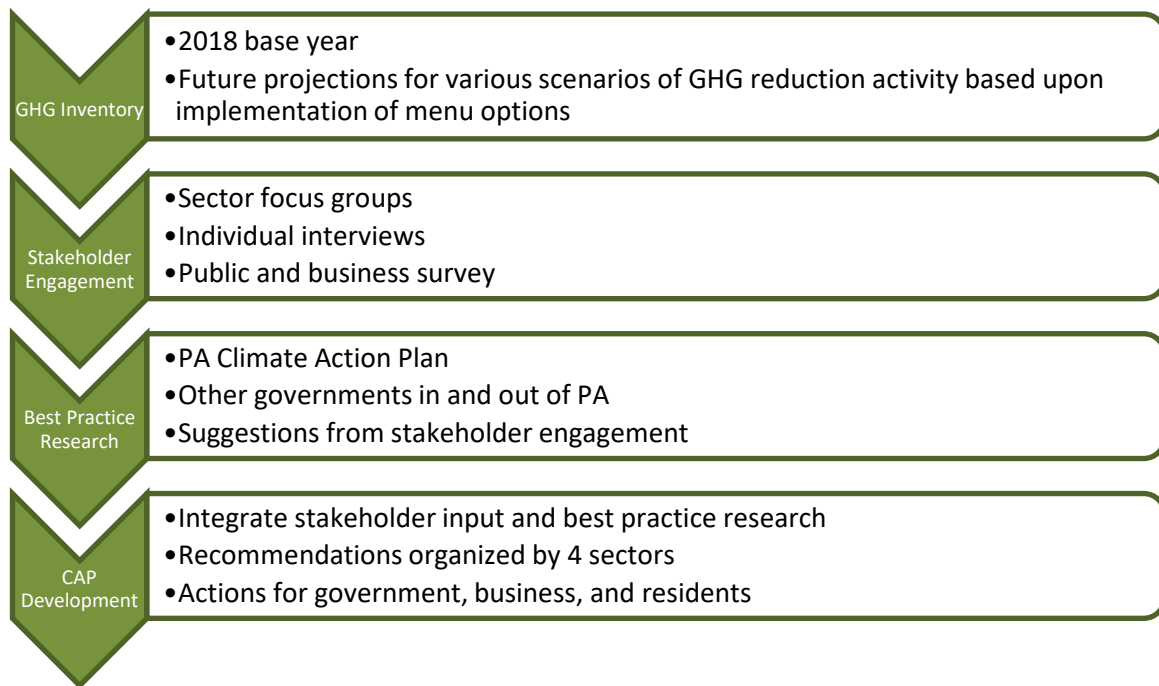 GHG Inventory
•2018 base year
•Future projections for various scenarios of GHG reduction activity based upon
implementation of menu options
Stakeholder
Engagement
•Sector focus groups
•Individual interviews
•Public and business survey
Best Practice
Research
•PA Climate Action Plan
•Other governments in and out of PA
•Suggestions from stakeholder engagement
CAP
Development
•Integrate stakeholder input and best practice research
•Recommendations organized by 4 sectors
•Actions for government, business, and residents